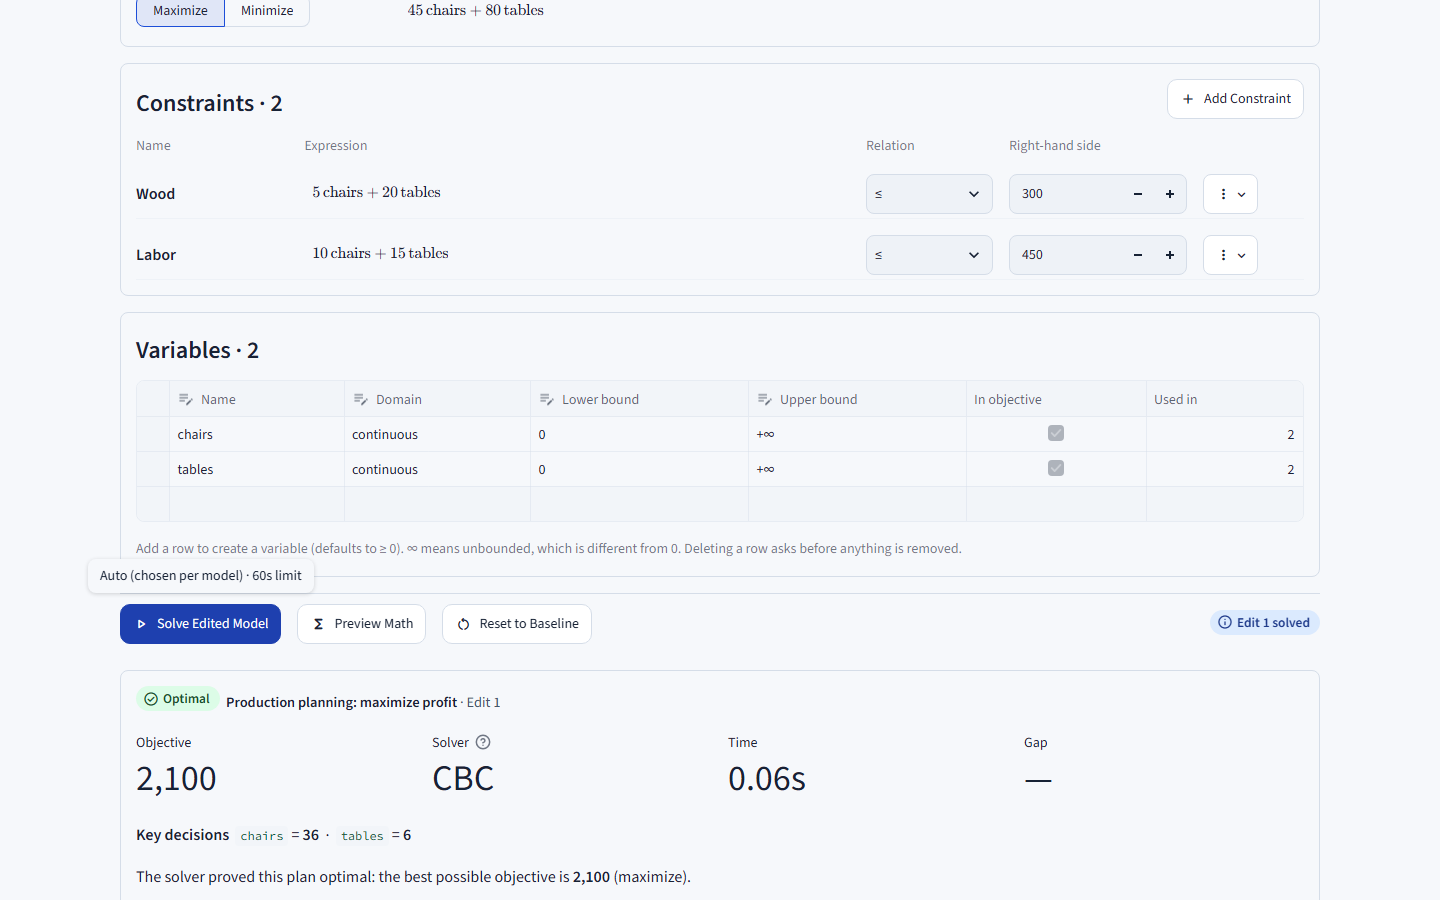 Maximize Minimize 45 chairs + 80 tables
Constraints · 2
Add Constraint
Name Expression Relation Right-hand side
Wood 5 chairs + 20 tables ≤ 300
Labor 10 chairs + 15 tables ≤ 450
Variables · 2
Name Domain Lower bound Upper bound In objective Used in
chairs continuous 0 +∞ 2
tables continuous 0 +∞ 2
Add a row to create a variable (defaults to ≥ 0). ∞ means unbounded, which is different from 0. Deleting a row asks before anything is removed.
Auto (chosen per model) · 60s limit
Solve Edited Model Preview Math Reset to Baseline Edit 1 solved
Optimal Production planning: maximize profit · Edit 1
Objective Solver Time Gap
2,100 CBC 0.06s —
Key decisions chairs = 36 · tables = 6
The solver proved this plan optimal: the best possible objective is 2,100 (maximize).